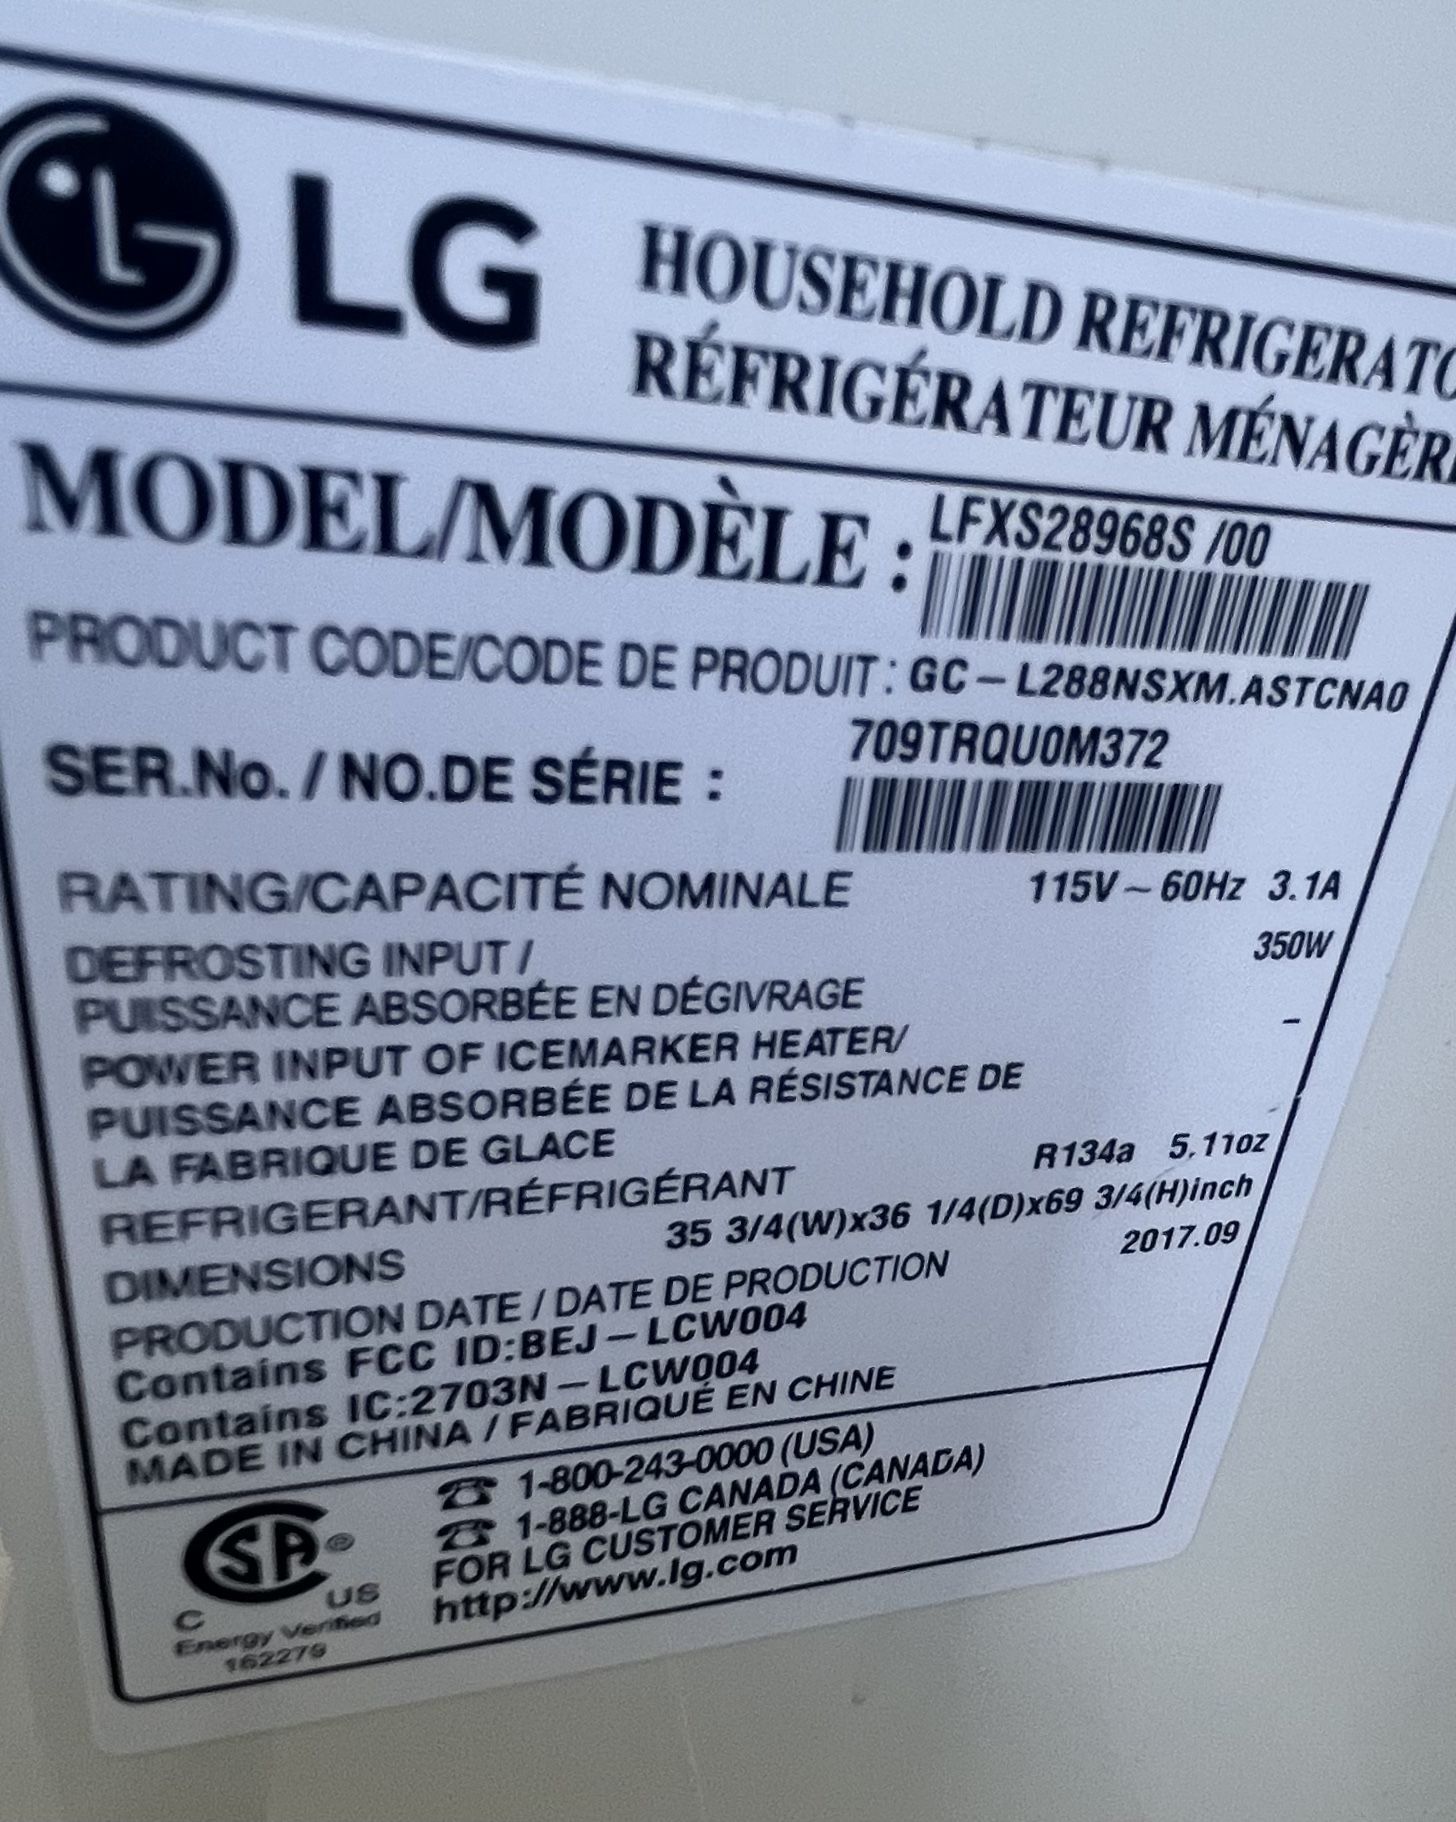 LG
HOUSEHOLD REFRIGERATO
RÉFRIGÉRATEUR MÉNAGÈR
MODEL/MODÈLE : LFXS28968S /00
PRODUCT CODE/CODE DE PRODUIT: GC-L288NSXM.ASTCNA0
SER.No. / NO.DE SÉRIE : 709TRQU0M372
RATING/CAPACITÉ NOMINALE 115V~60Hz 3.1A
DEFROSTING INPUT / 350W
PUISSANCE ABSORBÉE EN DÉGIVRAGE
POWER INPUT OF ICEMARKER HEATER/ -
PUISSANCE ABSORBÉE DE LA RÉSISTANCE DE
LA FABRIQUE DE GLACE
REFRIGERANT/RÉFRIGÉRANT R134a 5.11oz
DIMENSIONS 35 3/4(W)x36 1/4(D)x69 3/4(H)inch
PRODUCTION DATE / DATE DE PRODUCTION 2017.09
Contains FCC ID:BEJ-LCW004
Contains IC:2703N-LCW004
MADE IN CHINA / FABRIQUÉ EN CHINE
☎ 1-800-243-0000 (USA)
☎ 1-888-LG CANADA (CANADA)
FOR LG CUSTOMER SERVICE
http://www.lg.com
SA®
C US
Energy Verified
162279